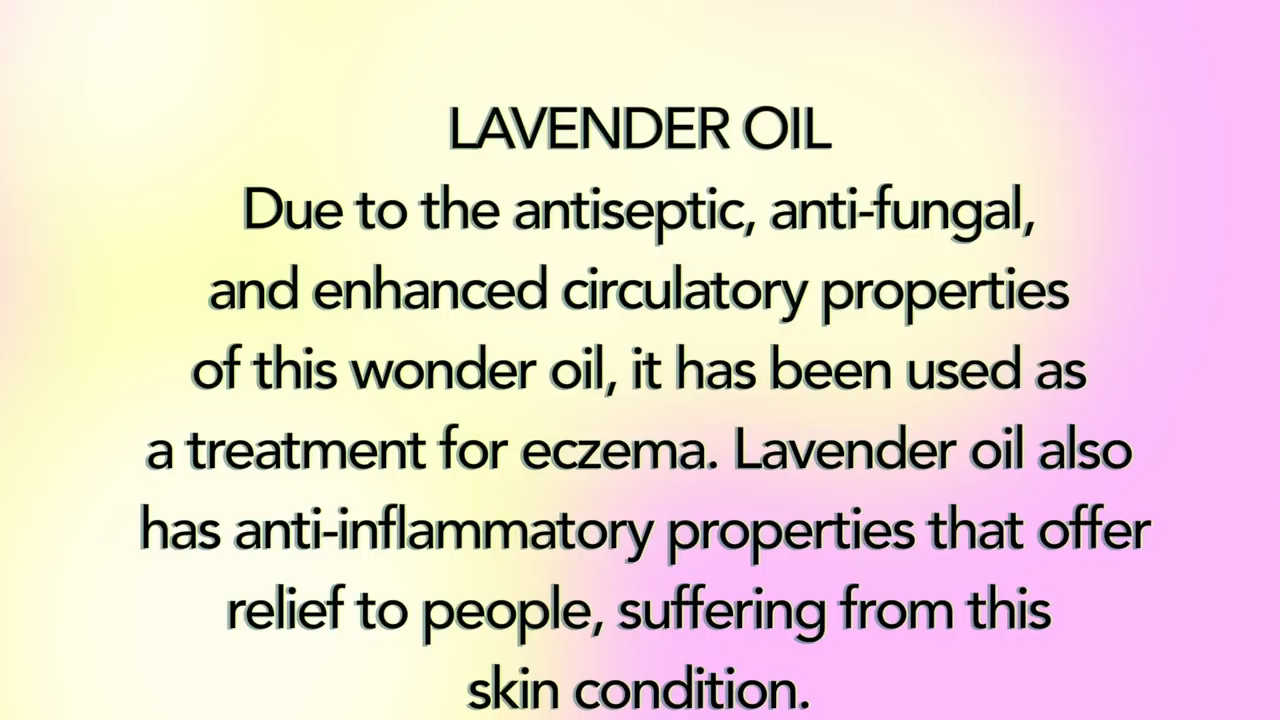 LAVENDER OIL
Due to the antiseptic, anti-fungal,
and enhanced circulatory properties
of this wonder oil, it has been used as
a treatment for eczema. Lavender oil also
has anti-inflammatory properties that offer
relief to people, suffering from this
skin condition.